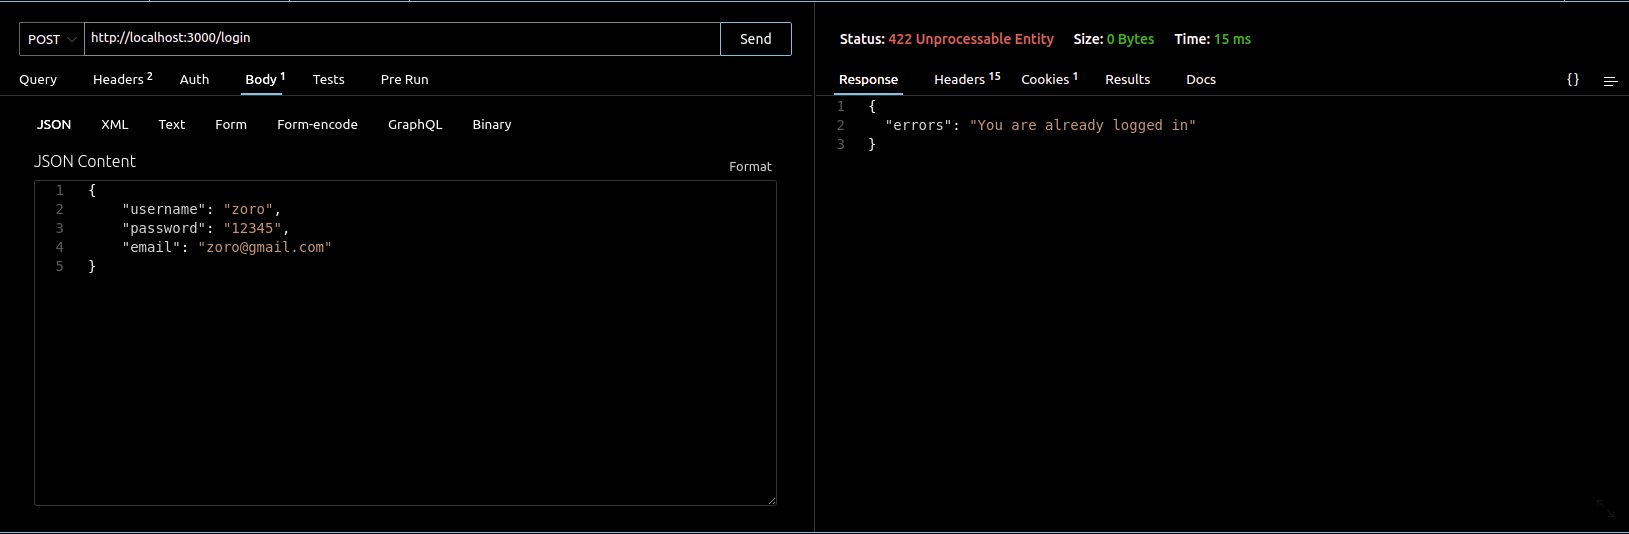 POST http://localhost:3000/login Send
Query Headers 2 Auth Body 1 Tests Pre Run
JSON XML Text Form Form-encode GraphQL Binary
JSON Content
Format
1 {
2 "username": "zoro",
3 "password": "12345",
4 "email": "zoro@gmail.com"
5 }
Status: 422 Unprocessable Entity Size: 0 Bytes Time: 15 ms
Response Headers 15 Cookies 1 Results Docs {}
1 {
2 "errors": "You are already logged in"
3 }